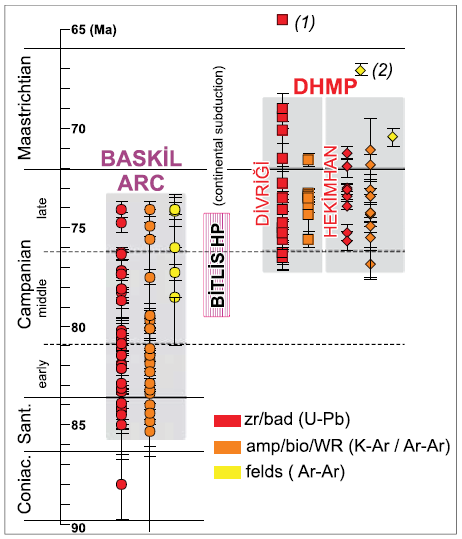 65 (Ma)
(1)
(2)
DHMP
Maastrichtian
(continental subduction)
70
BASKİL
ARC
DİVRİĞİ
HEKİMHAN
late
75
BİTLİS HP
Campanian
middle
80
early
Sant.
85
zr/bad (U-Pb)
amp/bio/WR (K-Ar / Ar-Ar)
felds ( Ar-Ar)
Coniac.
90